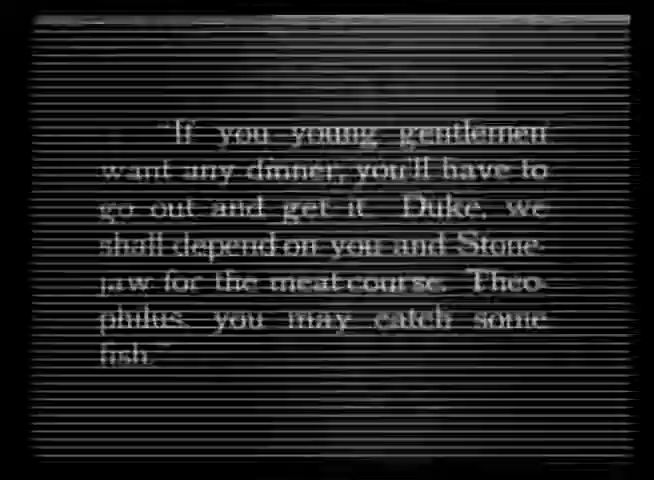 "If you young gentlemen
want any dinner, you'll have to
go out and get it. Duke, we
shall depend on you and Stone-
jaw for the meat course. Theo-
philus, you may catch some
fish."